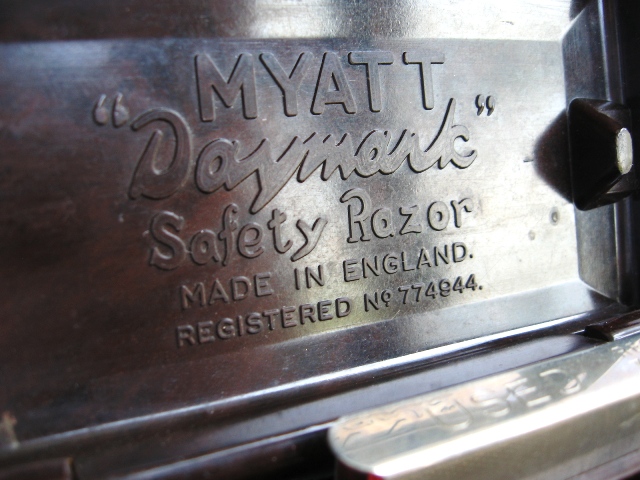 MYATT
"Daymark"
Safety Razor
MADE IN ENGLAND.
REGISTERED Nº 774944.